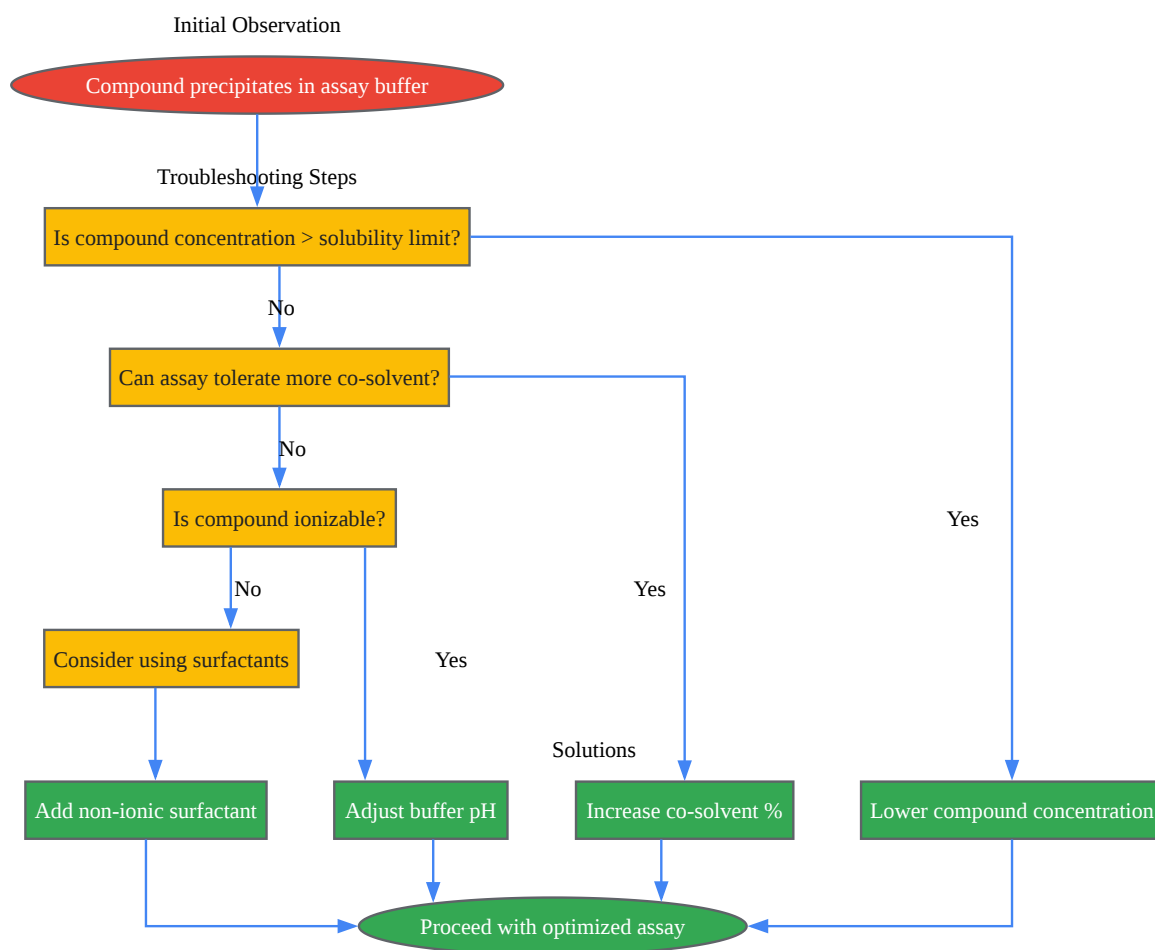 Initial Observation
Compound precipitates in assay buffer
Troubleshooting Steps
Is compound concentration > solubility limit?
No
Can assay tolerate more co-solvent?
No
Is compound ionizable?
Yes
No
Yes
Consider using surfactants
Yes
Solutions
Add non-ionic surfactant
Adjust buffer pH
Increase co-solvent %
Lower compound concentration
Proceed with optimized assay